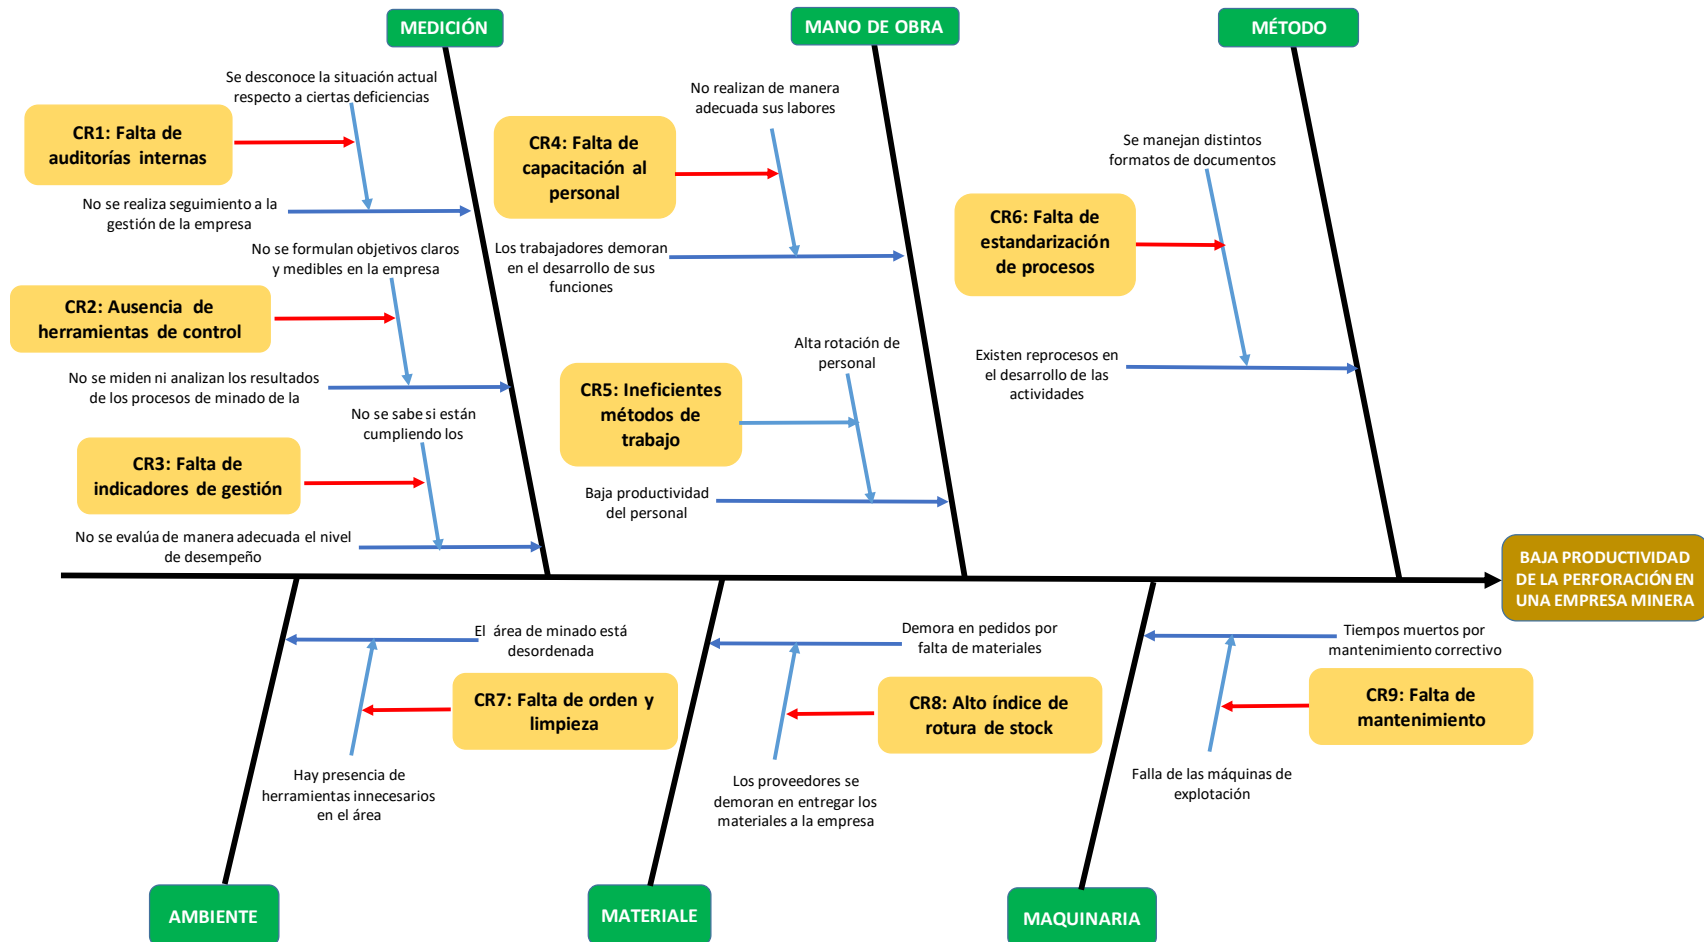 MEDICIÓN
MANO DE OBRA
MÉTODO
Se desconoce la situación actual
respecto a ciertas deficiencias
CR1: Falta de
auditorías internas
No se realiza seguimiento a la
gestión de la empresa
No se formulan objetivos claros
y medibles en la empresa
CR2: Ausencia de
herramientas de control
No se miden ni analizan los resultados
de los procesos de minado de la
No se sabe si están
cumpliendo los
CR3: Falta de
indicadores de gestión
No se evalúa de manera adecuada el nivel
de desempeño
No realizan de manera
adecuada sus labores
CR4: Falta de
capacitación al
personal
Los trabajadores demoran
en el desarrollo de sus
funciones
Alta rotación de
personal
CR5: Ineficientes
métodos de
trabajo
Baja productividad
del personal
Se manejan distintos
formatos de documentos
CR6: Falta de
estandarización
de procesos
Existen reprocesos en
el desarrollo de las
actividades
BAJA PRODUCTIVIDAD
DE LA PERFORACIÓN EN
UNA EMPRESA MINERA
El área de minado está
desordenada
CR7: Falta de orden y
limpieza
Hay presencia de
herramientas innecesarios
en el área
Demora en pedidos por
falta de materiales
CR8: Alto índice de
rotura de stock
Los proveedores se
demoran en entregar los
materiales a la empresa
Tiempos muertos por
mantenimiento correctivo
CR9: Falta de
mantenimiento
Falla de las máquinas de
explotación
AMBIENTE
MATERIALE
MAQUINARIA